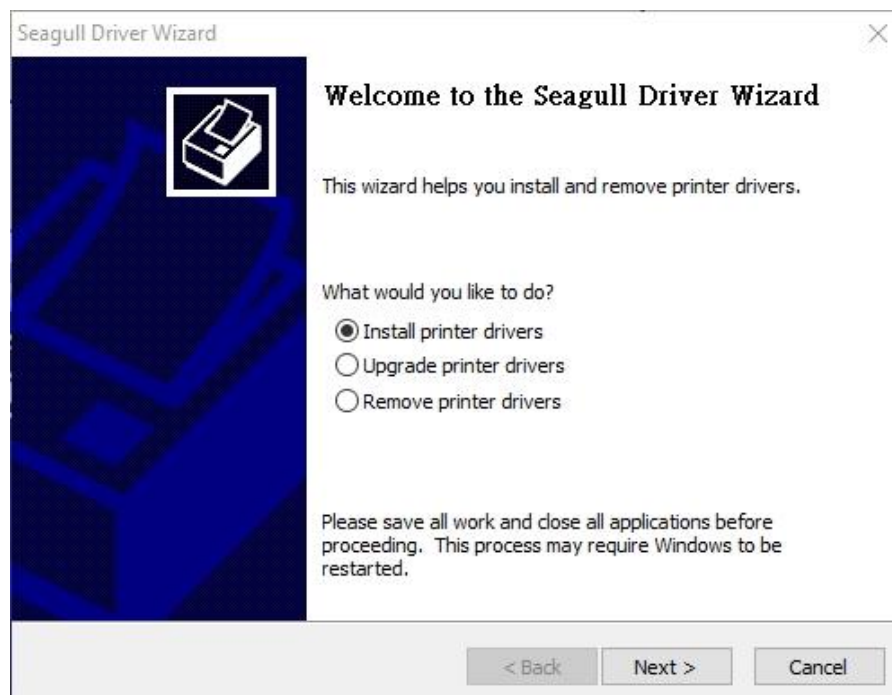 Seagull Driver Wizard
Welcome to the Seagull Driver Wizard
This wizard helps you install and remove printer drivers.
What would you like to do?
Install printer drivers
Upgrade printer drivers
Remove printer drivers
Please save all work and close all applications before
proceeding. This process may require Windows to be
restarted.
< Back Next > Cancel